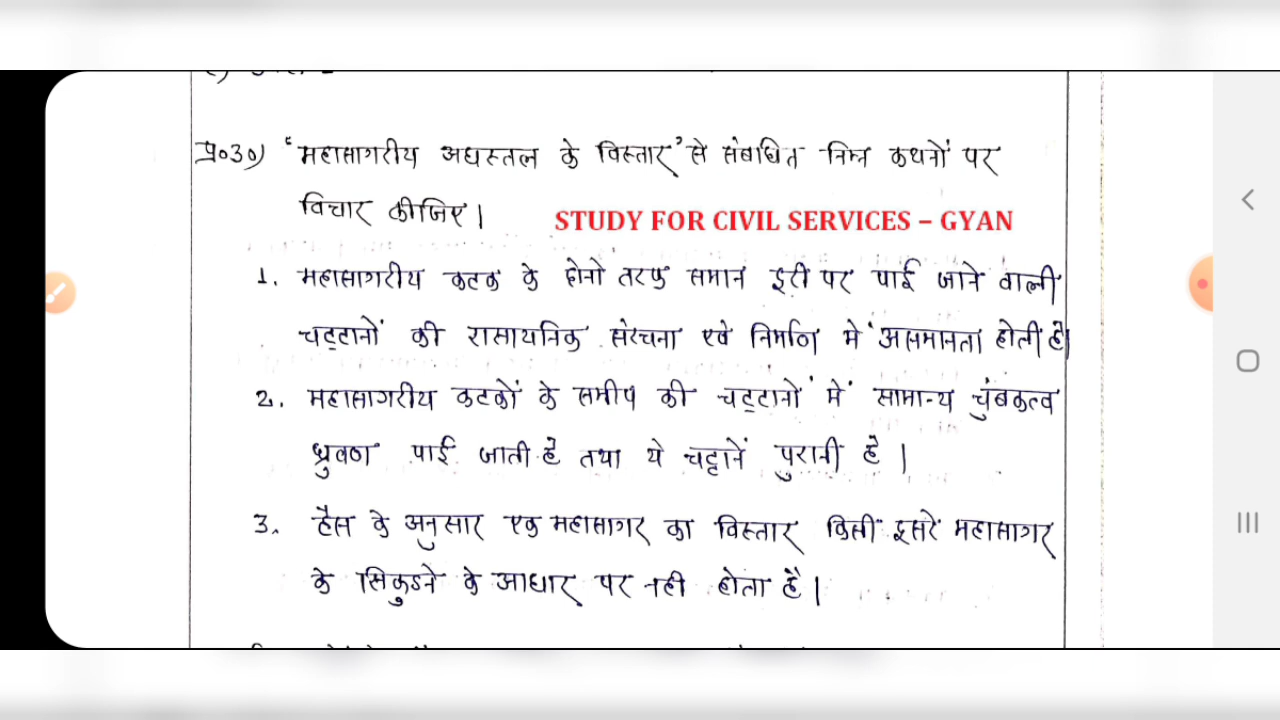 प्र०30) "महासागरीय अधस्तल के विस्तार" से संबंधित निम्न कथनों पर
विचार कीजिए।
STUDY FOR CIVIL SERVICES – GYAN
1. महासागरीय कटक के दोनो तरफ समान दूरी पर पाई जाने वाली
चट्टानों की रासायनिक संरचना एवं निर्माण में असमानता होती है।
2. महासागरीय कटकों के समीप की चट्टानों में सामान्य चुंबकत्व
ध्रुवण पाई जाती है तथा ये चट्टानें पुरानी है।
3. हैस के अनुसार एक महासागर का विस्तार किसी दूसरे महासागर
के सिकुडने के आधार पर नही होता है।